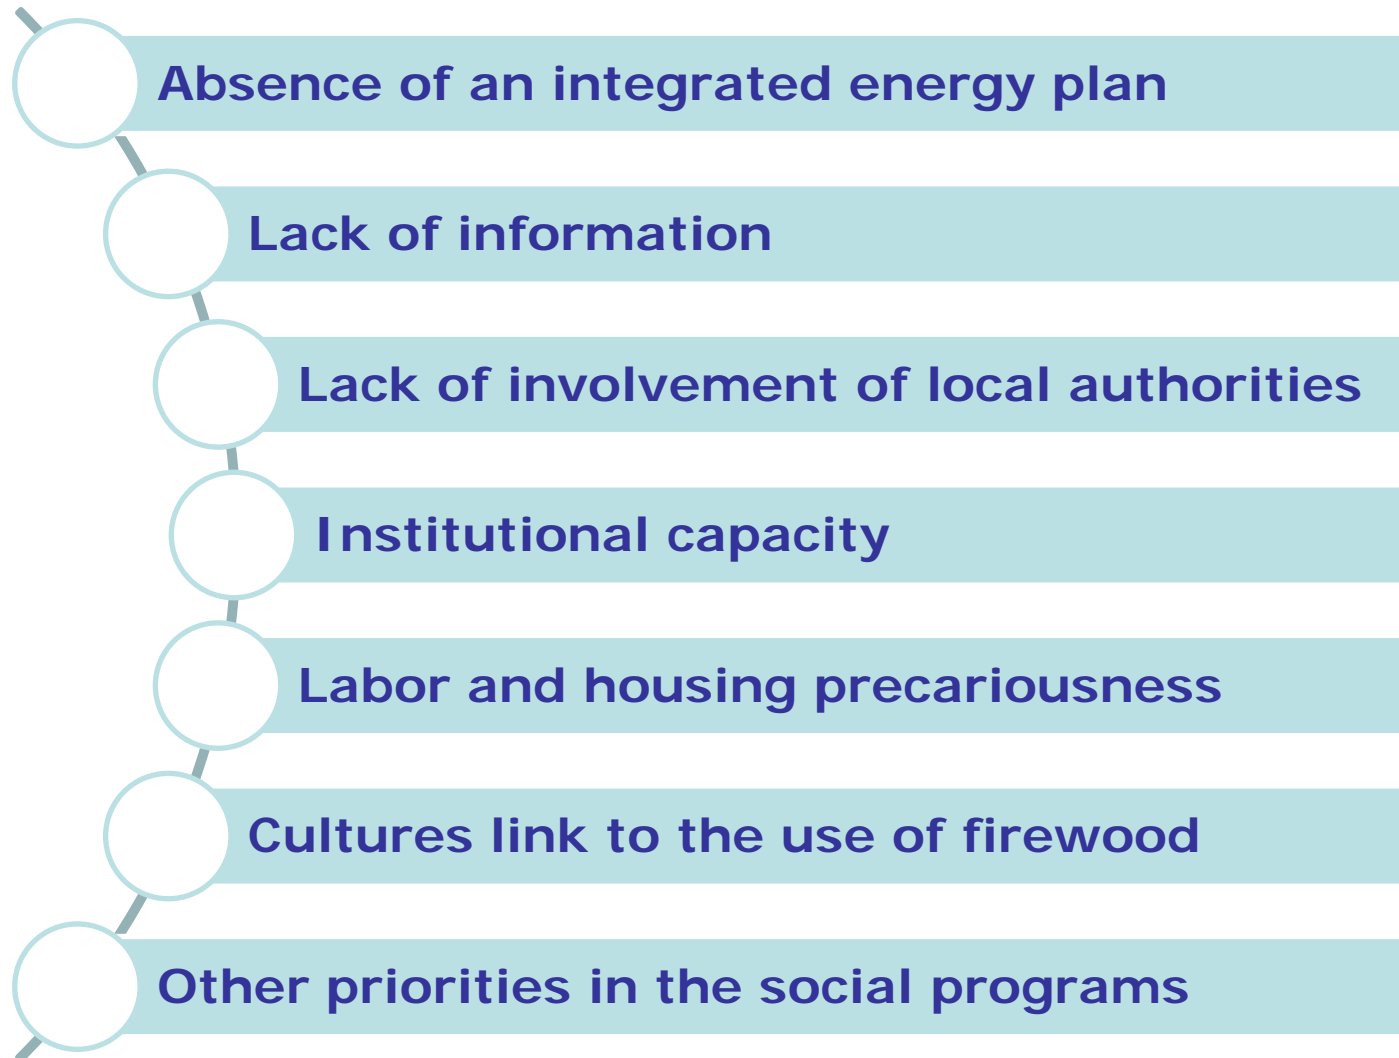 Absence of an integrated energy plan
Lack of information
Lack of involvement of local authorities
Institutional capacity
Labor and housing precariousness
Cultures link to the use of firewood
Other priorities in the social programs